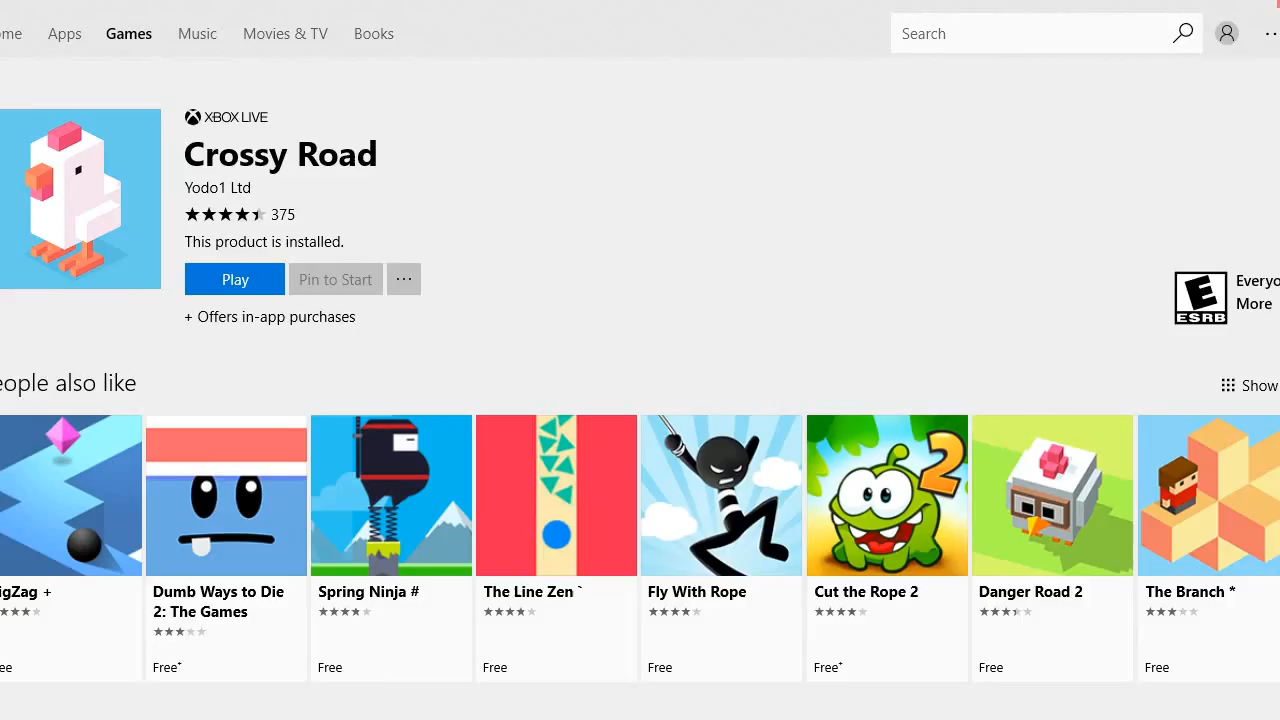 ome Apps Games Music Movies & TV Books Search
XBOX LIVE
Crossy Road
Yodo1 Ltd
375
This product is installed.
Play Pin to Start ...
+ Offers in-app purchases
E
ESRB
Everyo
More
eople also like
Show
2
igZag +
Dumb Ways to Die
2: The Games
Spring Ninja #
The Line Zen `
Fly With Rope
Cut the Rope 2
Danger Road 2
The Branch *
ee
Free*
Free
Free
Free
Free*
Free
Free